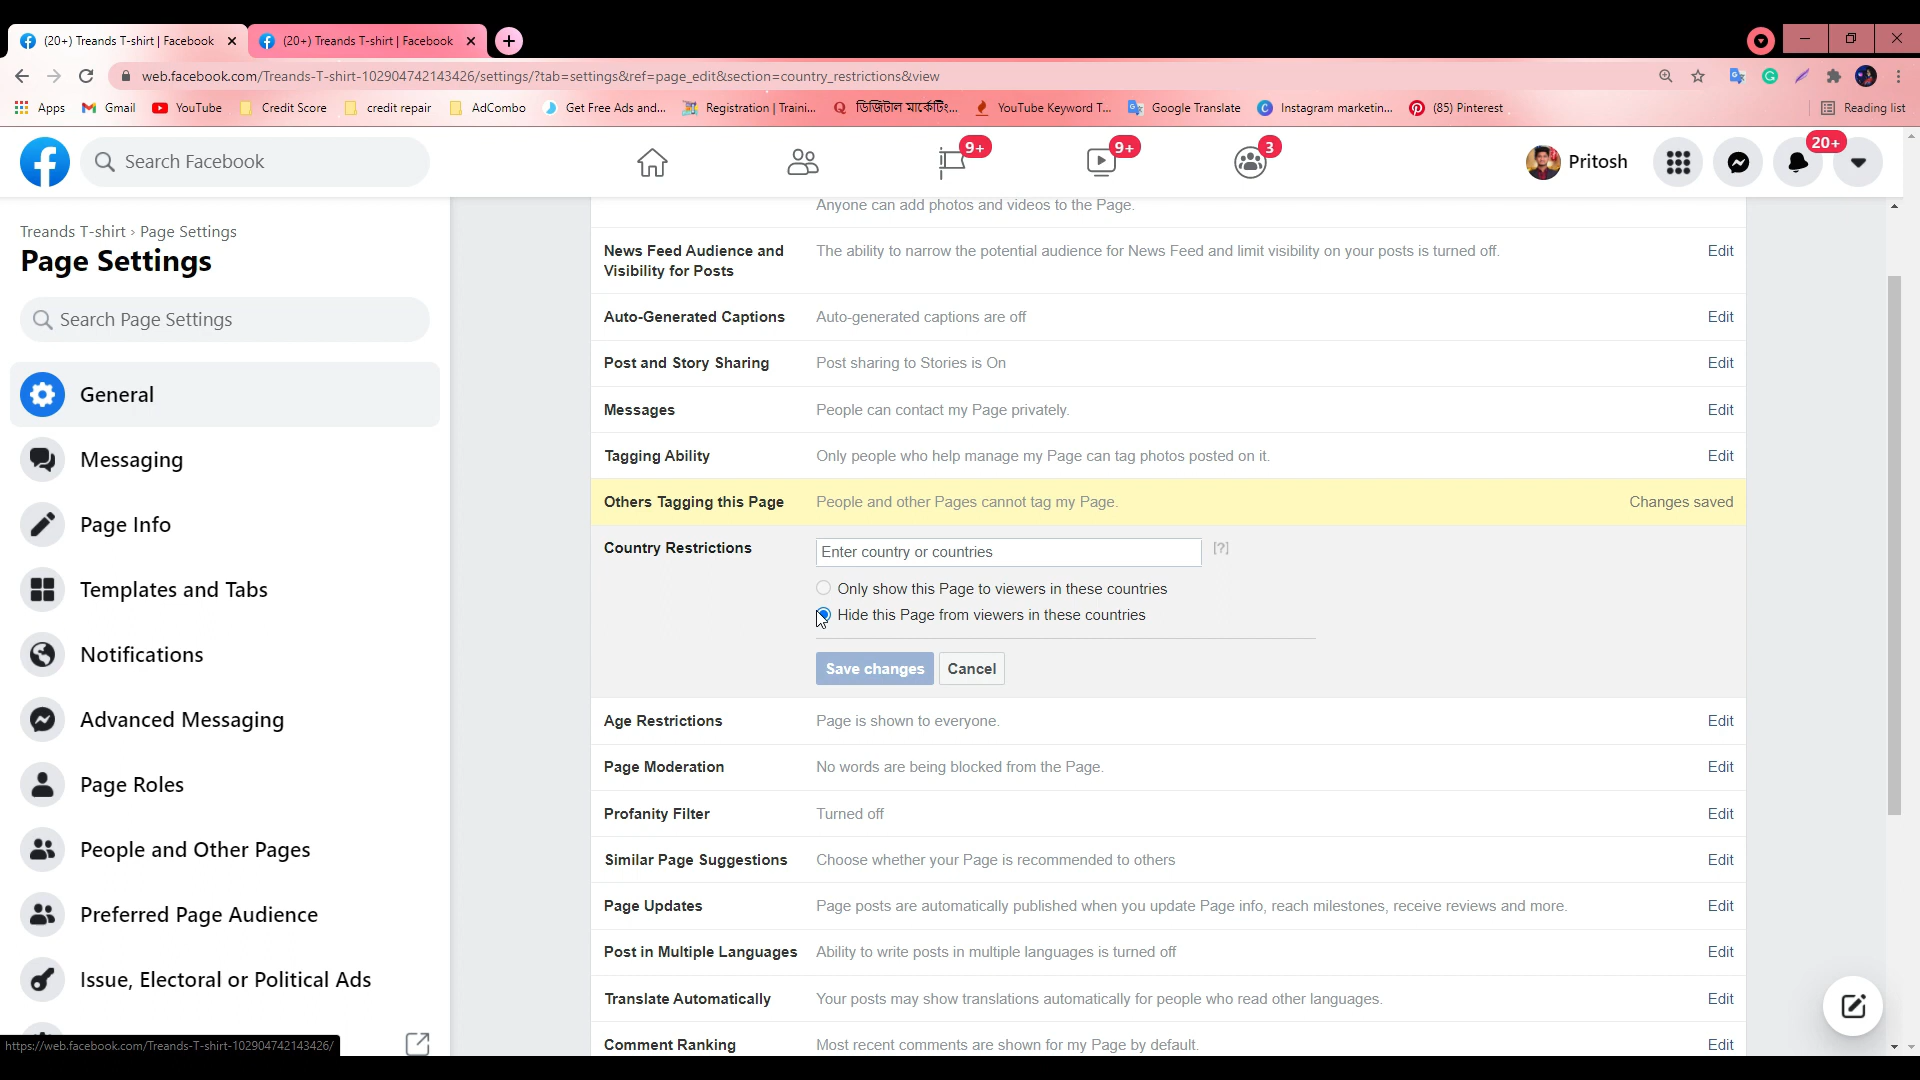 (20+) Treands T-shirt | Facebook
(20+) Treands T-shirt | Facebook
web.facebook.com/Treands-T-shirt-102904742143426/settings/?tab=settings&ref=page_edit&section=country_restrictions&view
Apps Gmail YouTube Credit Score credit repair AdCombo Get Free Ads and... Registration | Traini... ডিজিটাল মার্কেটিং... YouTube Keyword T... Google Translate Instagram marketin... (85) Pinterest Reading list
Search Facebook
9+
9+
3
Pritosh
20+
Treands T-shirt › Page Settings
Page Settings
Search Page Settings
General
Messaging
Page Info
Templates and Tabs
Notifications
Advanced Messaging
Page Roles
People and Other Pages
Preferred Page Audience
Issue, Electoral or Political Ads
https://web.facebook.com/Treands-T-shirt-102904742143426/
Anyone can add photos and videos to the Page.
News Feed Audience and Visibility for Posts The ability to narrow the potential audience for News Feed and limit visibility on your posts is turned off. Edit
Auto-Generated Captions Auto-generated captions are off Edit
Post and Story Sharing Post sharing to Stories is On Edit
Messages People can contact my Page privately. Edit
Tagging Ability Only people who help manage my Page can tag photos posted on it. Edit
Others Tagging this Page People and other Pages cannot tag my Page. Changes saved
Country Restrictions Enter country or countries [?]
Only show this Page to viewers in these countries
Hide this Page from viewers in these countries
Save changes Cancel
Age Restrictions Page is shown to everyone. Edit
Page Moderation No words are being blocked from the Page. Edit
Profanity Filter Turned off Edit
Similar Page Suggestions Choose whether your Page is recommended to others Edit
Page Updates Page posts are automatically published when you update Page info, reach milestones, receive reviews and more. Edit
Post in Multiple Languages Ability to write posts in multiple languages is turned off Edit
Translate Automatically Your posts may show translations automatically for people who read other languages. Edit
Comment Ranking Most recent comments are shown for my Page by default. Edit